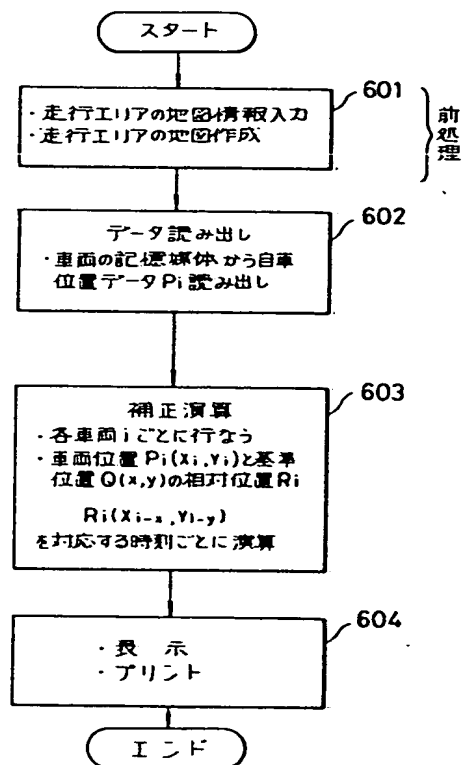 スタート
601
・走行エリアの地図情報入力
・走行エリアの地図作成
前処理
602
データ読み出し
・車両の記憶媒体から自車
位置データPi読み出し
603
補正演算
・各車両iごとに行なう
・車両位置Pi(Xi,Yi)と基準
位置Q(x,y)の相対位置Ri
Ri(Xi-x,Yi-y)
を対応する時刻ごとに演算
604
・表示
・プリント
エンド